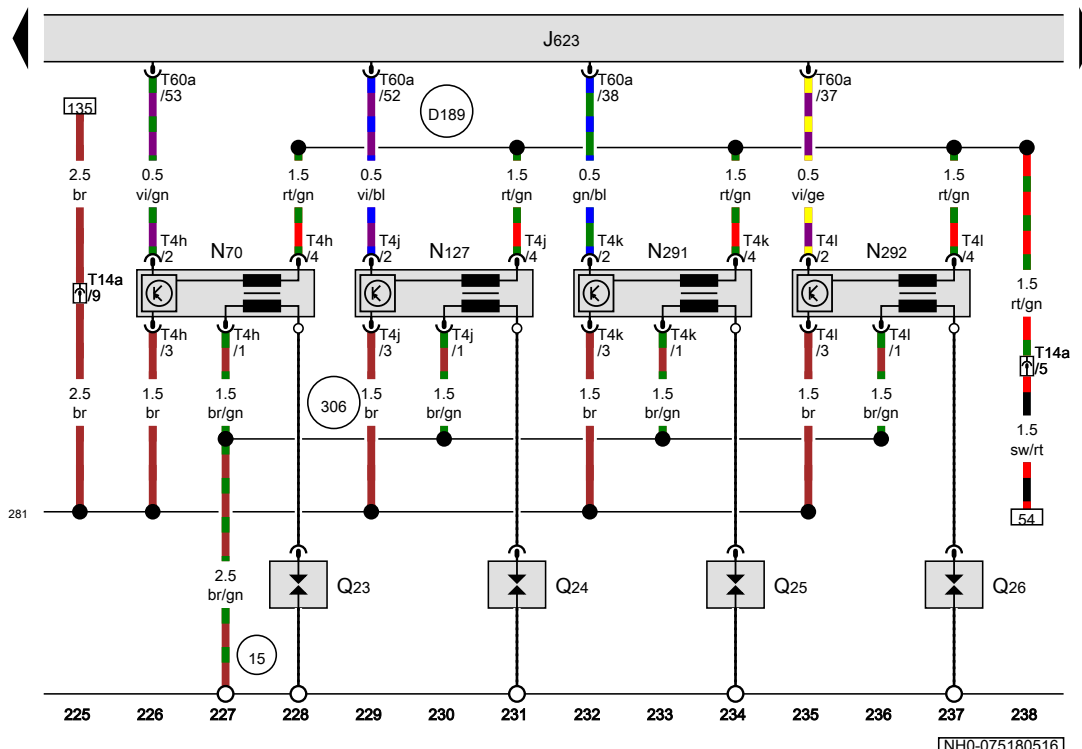 J623
T60a T60a T60a T60a
/53 /52 /38 /37
135 D189
2.5 0.5 1.5 0.5 1.5 0.5 1.5 0.5 1.5
br vi/gn rt/gn vi/bl rt/gn gn/bl rt/gn vi/ge rt/gn
T4h N70 T4h T4j N127 T4j T4k N291 T4k T4l N292 T4l
/2 /4 /2 /4 /2 /4 /2 /4
T14a 1.5
/9 rt/gn
T4h T4h T4j T4j T4k T4k T4l T4l
/3 /1 /3 /1 /3 /1 /3 /1
T14a
/5
2.5 1.5 1.5 306 1.5 1.5 1.5 1.5 1.5 1.5
br br br/gn br br/gn br br/gn br br/gn
1.5
sw/rt
281 54
2.5 Q23 Q24 Q25 Q26
br/gn
15
225 226 227 228 229 230 231 232 233 234 235 236 237 238
NH0-075180516